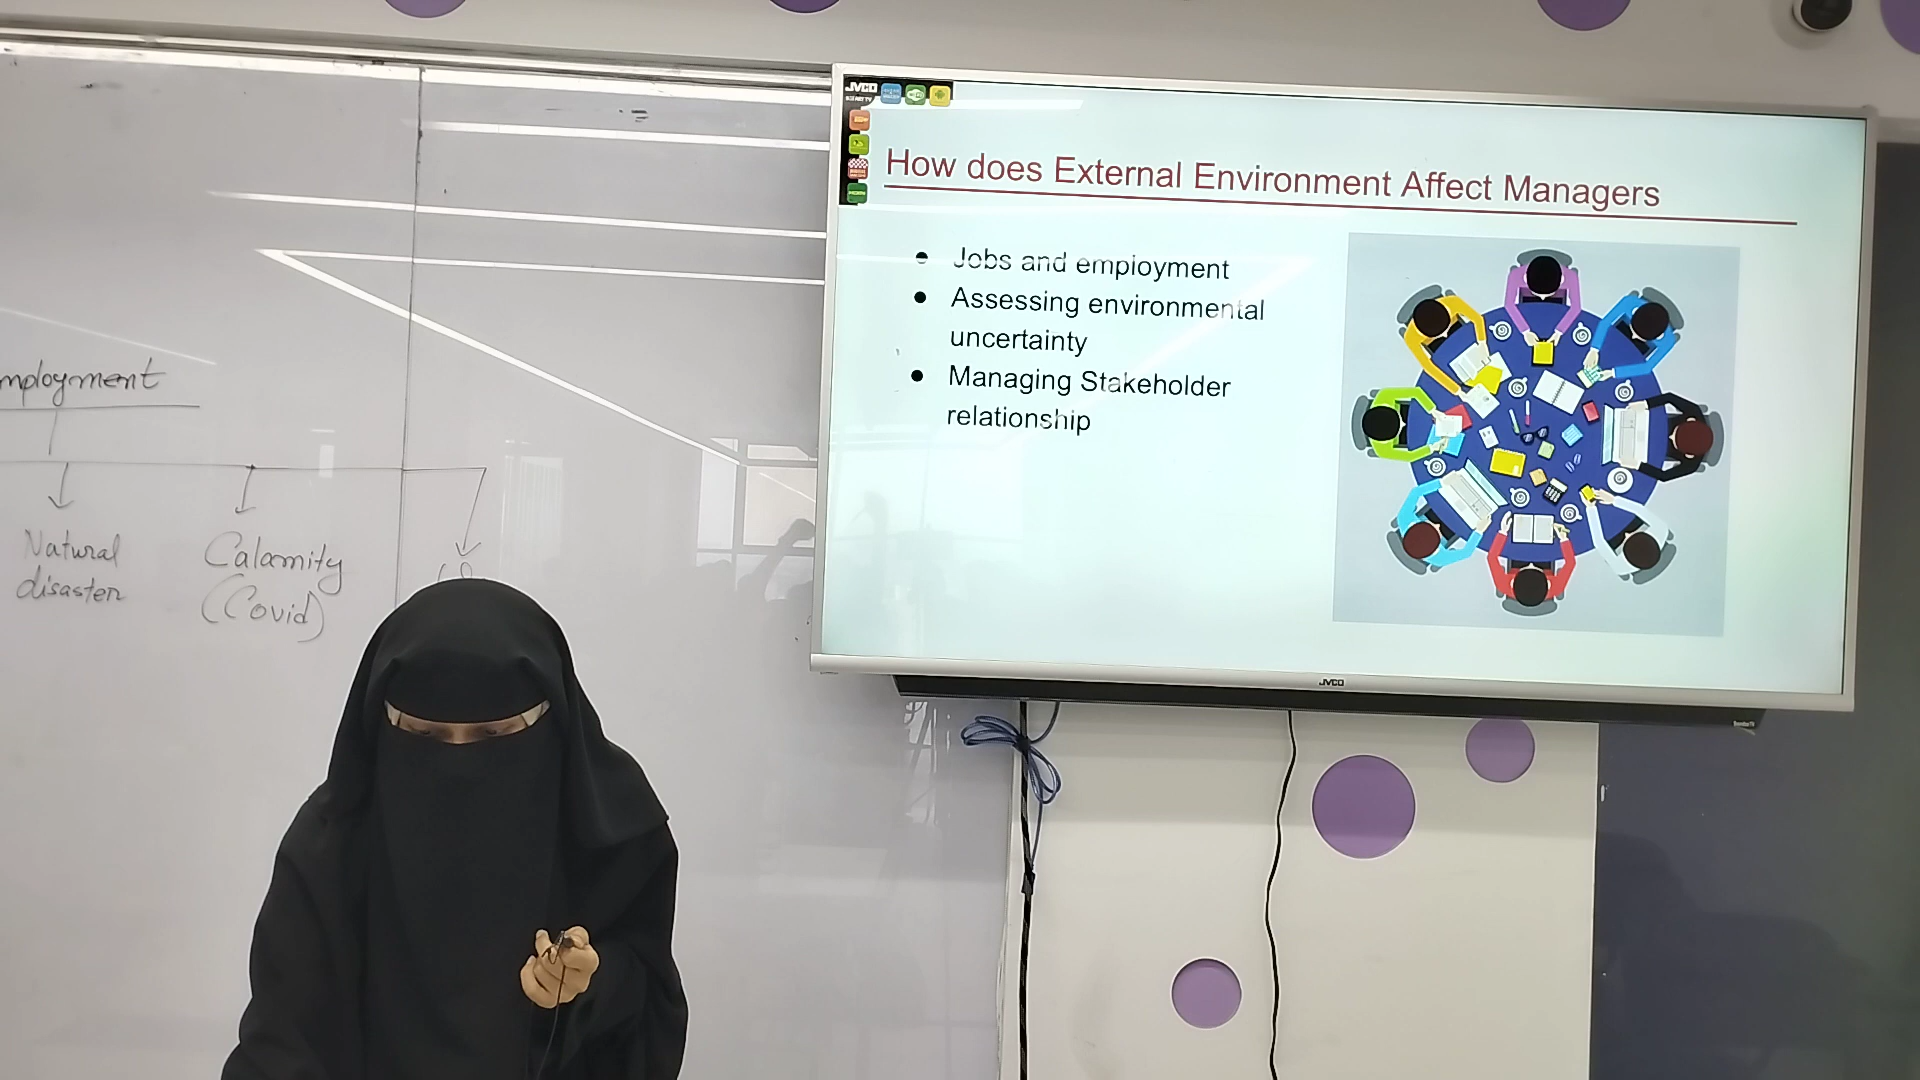 mployment
Natural
disaster
Calamity
(Covid)
JVCO
How does External Environment Affect Managers
● Jobs and employment
● Assessing environmental
uncertainty
● Managing Stakeholder
relationship
JVCO